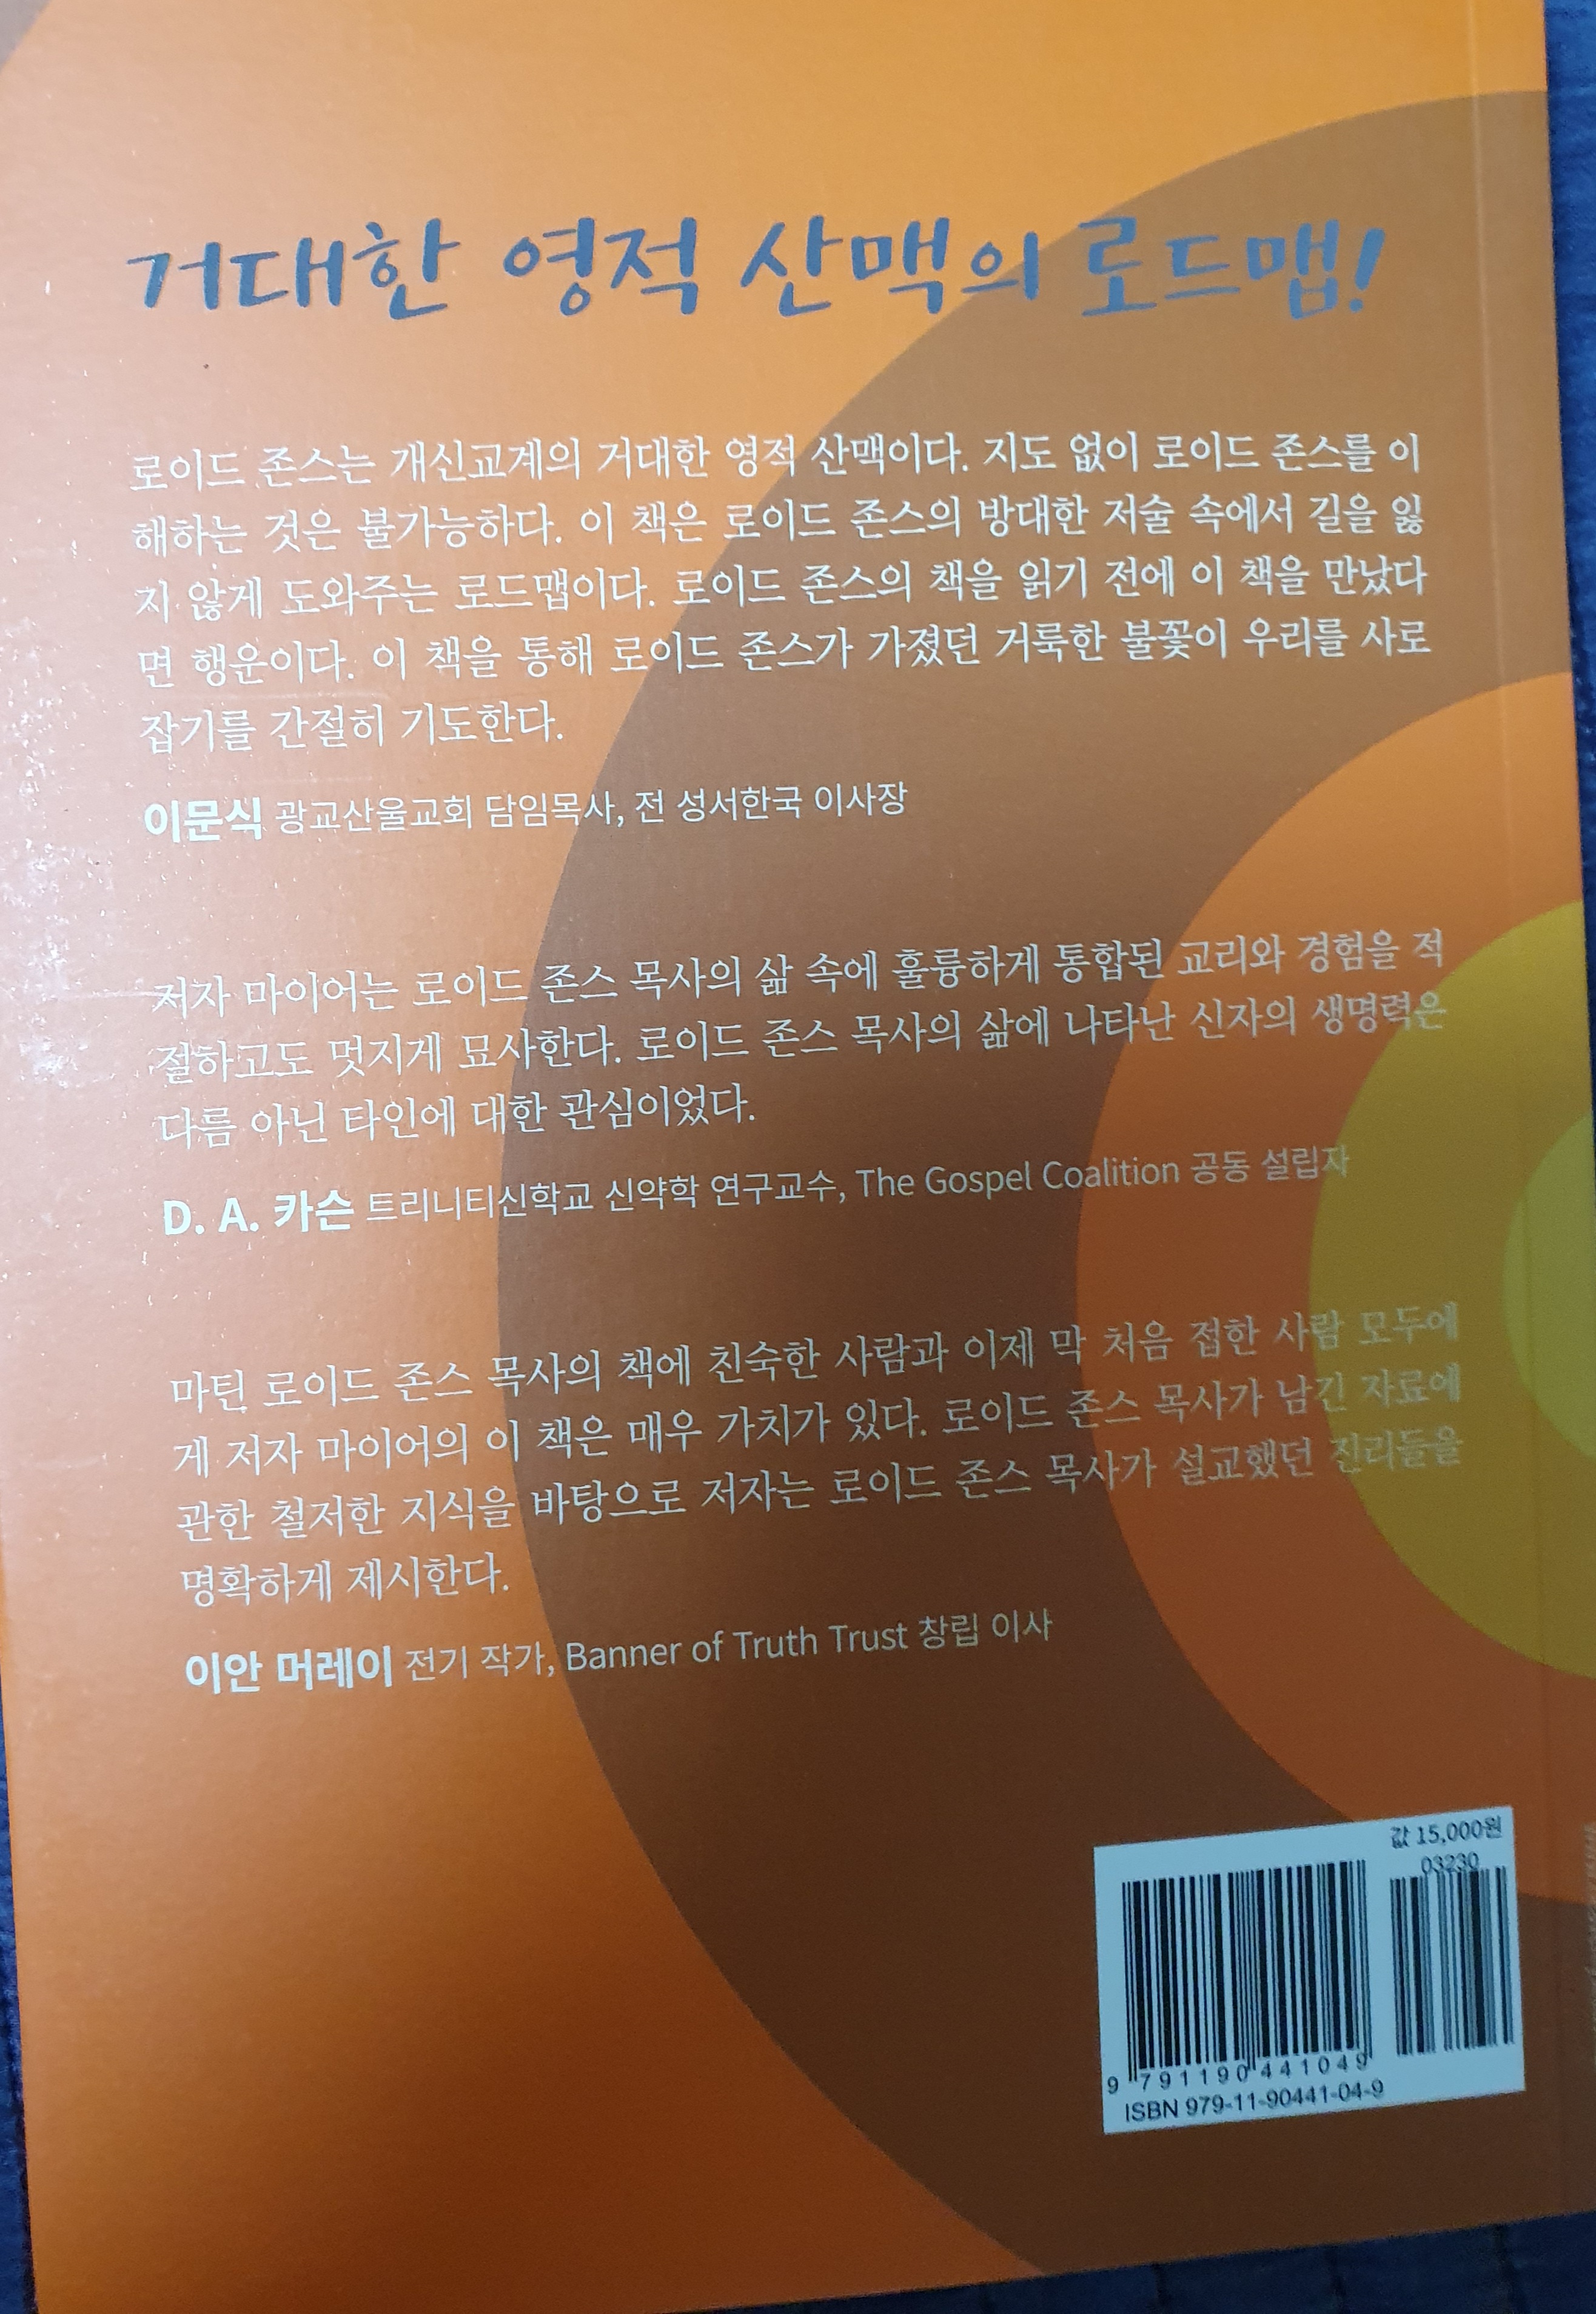 거대한 영적 산맥의 로드맵!
로이드 존스는 개신교계의 거대한 영적 산맥이다. 지도 없이 로이드 존스를 이
해하는 것은 불가능하다. 이 책은 로이드 존스의 방대한 저술 속에서 길을 잃
지 않게 도와주는 로드맵이다. 로이드 존스의 책을 읽기 전에 이 책을 만났다
면 행운이다. 이 책을 통해 로이드 존스가 가졌던 거룩한 불꽃이 우리를 사로
잡기를 간절히 기도한다.
이문식 광교산울교회 담임목사, 전 성서한국 이사장
저자 마이어는 로이드 존스 목사의 삶 속에 훌륭하게 통합된 교리와 경험을 적
절하고도 멋지게 묘사한다. 로이드 존스 목사의 삶에 나타난 신자의 생명력은
다름 아닌 타인에 대한 관심이었다.
D. A. 카슨 트리니티신학교 신약학 연구교수, The Gospel Coalition 공동 설립자
마틴 로이드 존스 목사의 책에 친숙한 사람과 이제 막 처음 접한 사람 모두에
게 저자 마이어의 이 책은 매우 가치가 있다. 로이드 존스 목사가 남긴 자료에
관한 철저한 지식을 바탕으로 저자는 로이드 존스 목사가 설교했던 진리들을
명확하게 제시한다.
이안 머레이 전기 작가, Banner of Truth Trust 창립 이사
값 15,000원
03230
9 791190 441049
ISBN 979-11-90441-04-9